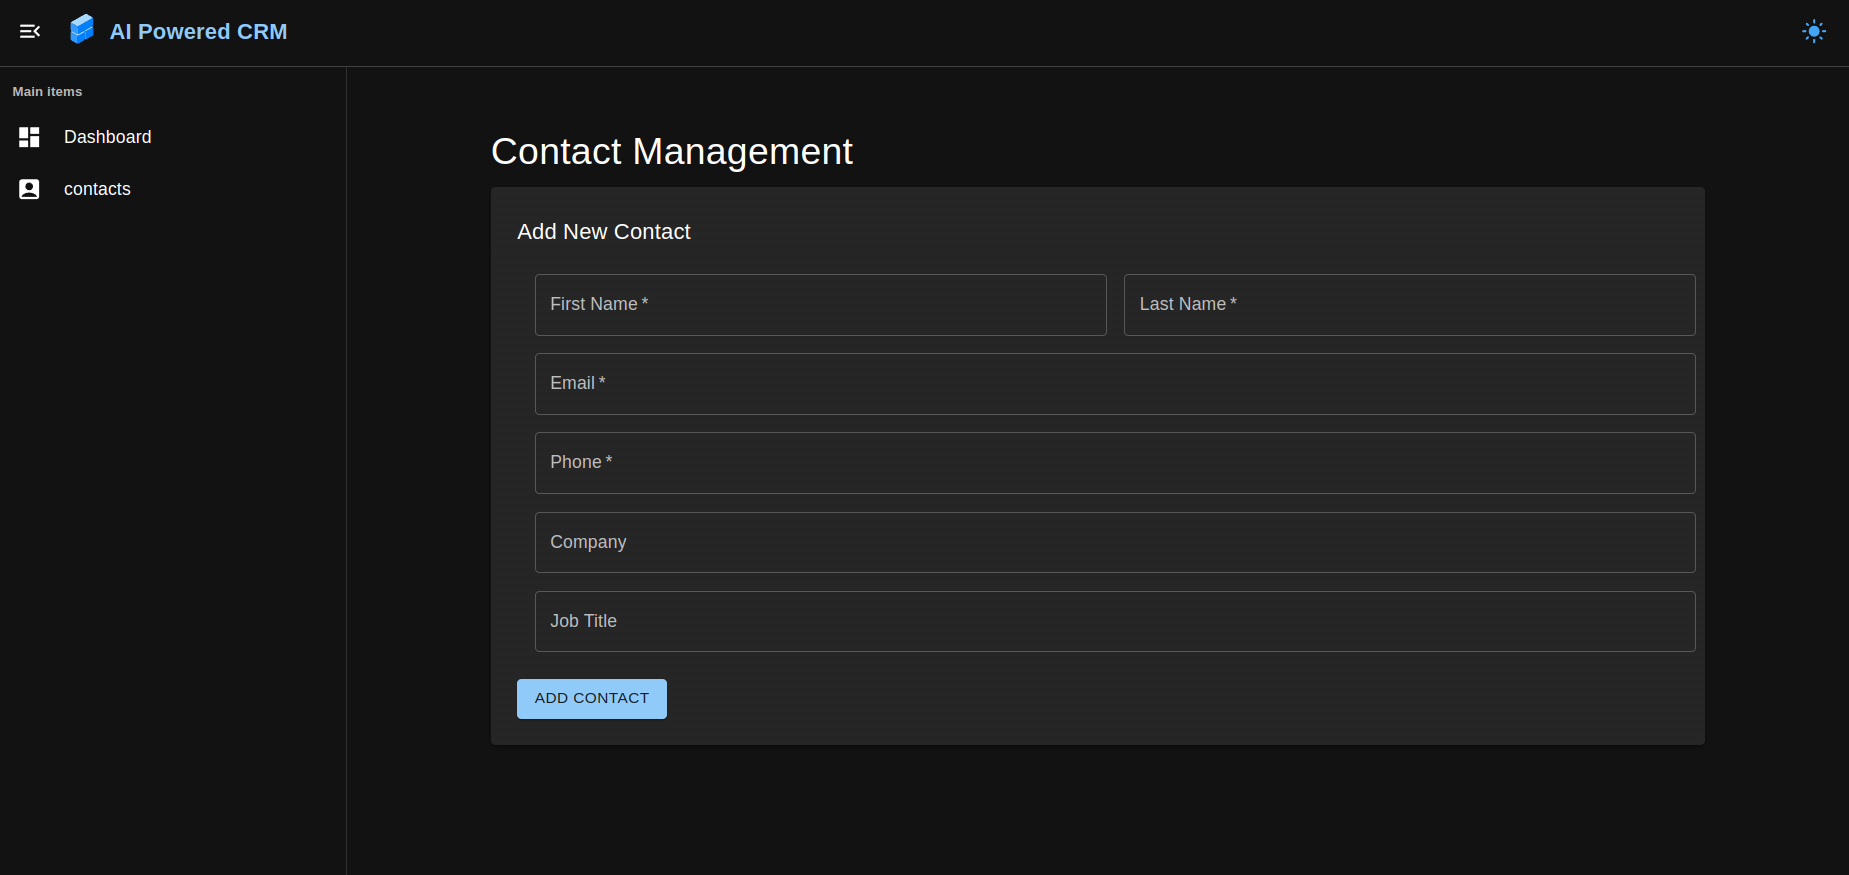 AI Powered CRM
Main items
Dashboard
contacts
Contact Management
Add New Contact
First Name *
Last Name *
Email *
Phone *
Company
Job Title
ADD CONTACT